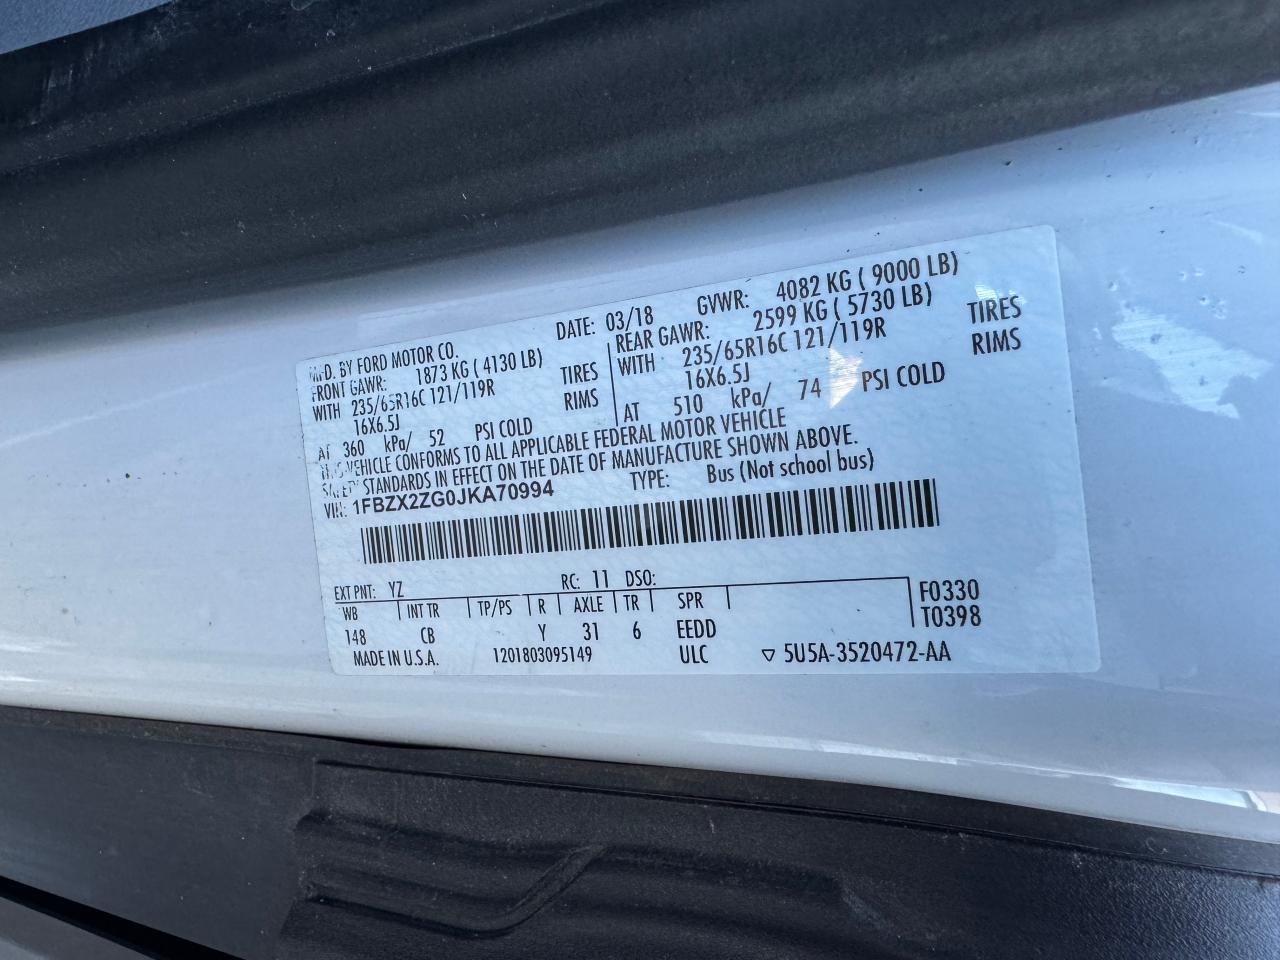 MFD. BY FORD MOTOR CO. DATE: 03/18 GVWR: 4082 KG ( 9000 LB)
FRONT GAWR: 1873 KG ( 4130 LB) REAR GAWR: 2599 KG ( 5730 LB)
WITH 235/65R16C 121/119R TIRES WITH 235/65R16C 121/119R TIRES
16X6.5J RIMS 16X6.5J RIMS
AT 360 kPa/ 52 PSI COLD AT 510 kPa/ 74 PSI COLD
THIS VEHICLE CONFORMS TO ALL APPLICABLE FEDERAL MOTOR VEHICLE
SAFETY STANDARDS IN EFFECT ON THE DATE OF MANUFACTURE SHOWN ABOVE.
VIN: 1FBZX2ZG0JKA70994 TYPE: Bus (Not school bus)
EXT PNT: YZ RC: 11 DSO:
WB INT TR TP/PS R AXLE TR SPR F0330
148 CB Y 31 6 EEDD T0398
MADE IN U.S.A. 1201803095149 ULC ▽ 5U5A-3520472-AA